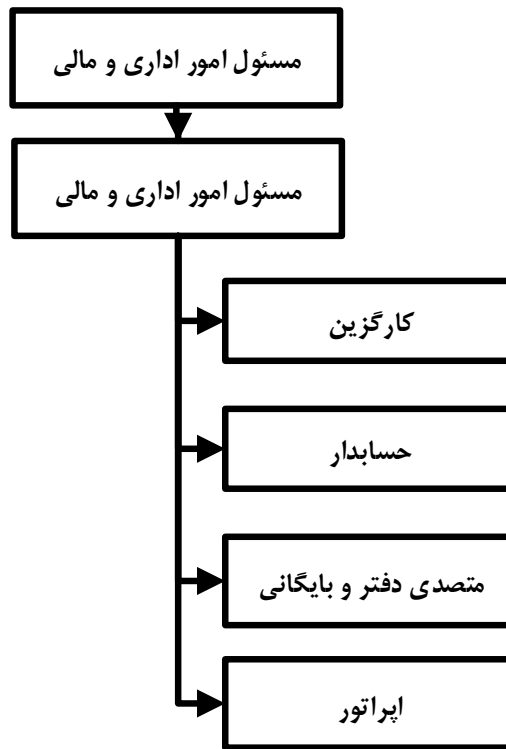 مسئول امور اداری و مالی
مسئول امور اداری و مالی
کارگزین
حسابدار
متصدی دفتر و بایگانی
اپراتور